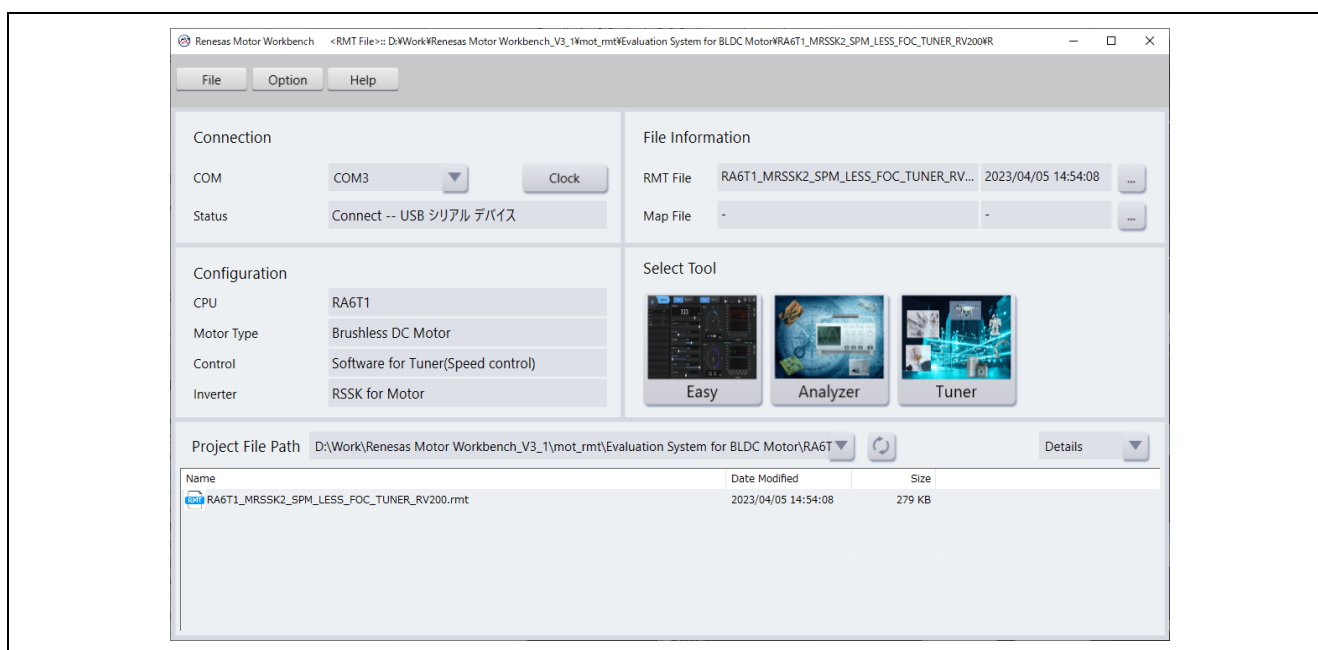 Renesas Motor Workbench <RMT File>:: D:¥Work¥Renesas Motor Workbench_V3_1¥mot_rmt¥Evaluation System for BLDC Motor¥RA6T1_MRSSK2_SPM_LESS_FOC_TUNER_RV200¥R
File Option Help
Connection
COM COM3 Clock
Status Connect -- USB シリアル デバイス
File Information
RMT File RA6T1_MRSSK2_SPM_LESS_FOC_TUNER_RV... 2023/04/05 14:54:08 ...
Map File - - ...
Configuration
CPU RA6T1
Motor Type Brushless DC Motor
Control Software for Tuner(Speed control)
Inverter RSSK for Motor
Select Tool
Easy Analyzer Tuner
Project File Path D:\Work\Renesas Motor Workbench_V3_1\mot_rmt\Evaluation System for BLDC Motor\RA6T Details
Name Date Modified Size
RMT RA6T1_MRSSK2_SPM_LESS_FOC_TUNER_RV200.rmt 2023/04/05 14:54:08 279 KB